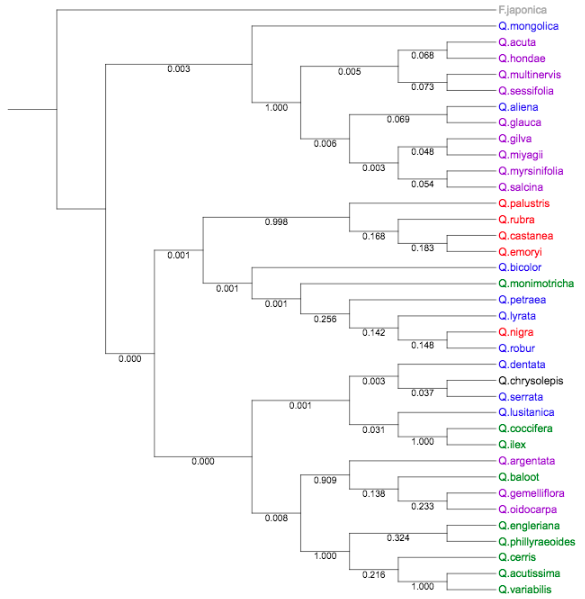 F.japonica
Q.mongolica
0.003
Q.acuta
0.068
Q.hondae
0.005
Q.multinervis
0.073
Q.sessifolia
1.000
Q.aliena
0.069
Q.glauca
0.006
Q.gilva
0.048
Q.miyagii
0.003
Q.myrsinifolia
0.054
Q.salcina
Q.palustris
0.998
Q.rubra
0.168
Q.castanea
0.183
Q.emoryi
0.001
Q.bicolor
0.001
Q.monimotricha
0.001
Q.petraea
0.256
Q.lyrata
0.142
Q.nigra
0.148
Q.robur
0.000
Q.dentata
0.003
Q.chrysolepis
0.037
Q.serrata
0.001
Q.lusitanica
0.031
Q.coccifera
1.000
Q.ilex
0.000
Q.argentata
0.909
Q.baloot
0.138
Q.gemelliflora
0.233
Q.oidocarpa
0.008
Q.engleriana
0.324
Q.phillyraeoides
1.000
Q.cerris
0.216
Q.acutissima
1.000
Q.variabilis